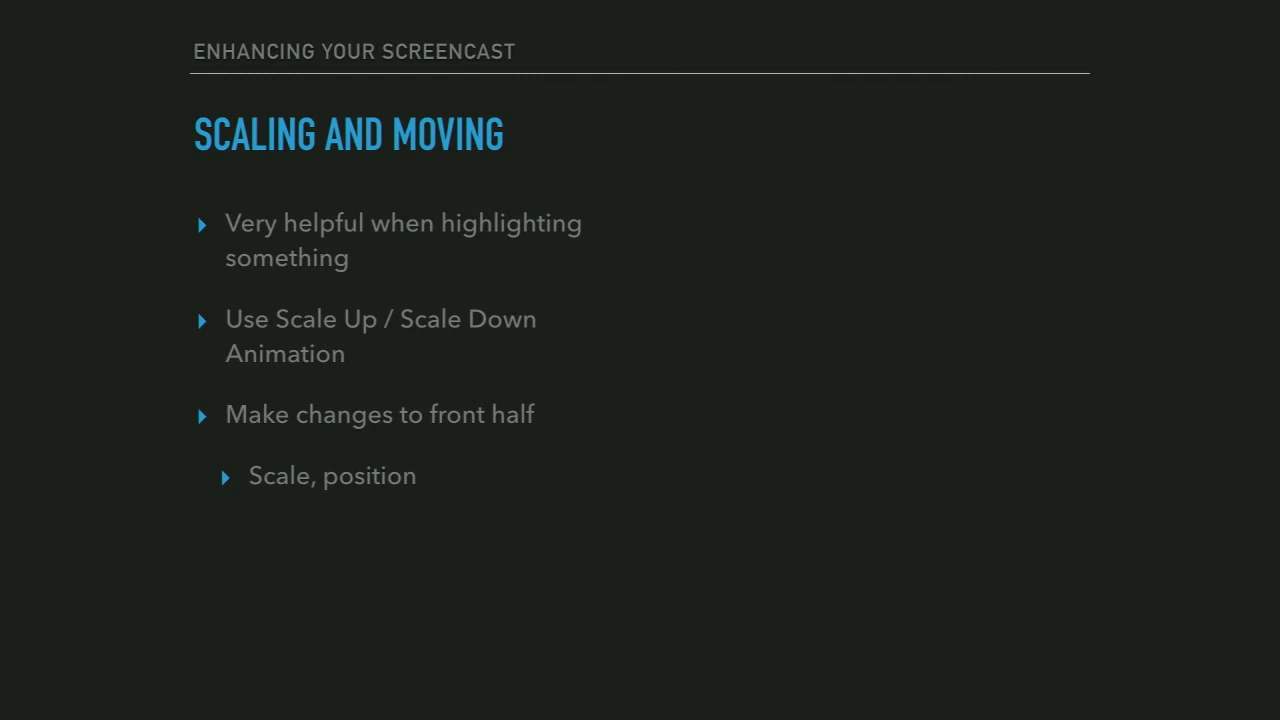 ENHANCING YOUR SCREENCAST
SCALING AND MOVING
Very helpful when highlighting
something
Use Scale Up / Scale Down
Animation
Make changes to front half
Scale, position